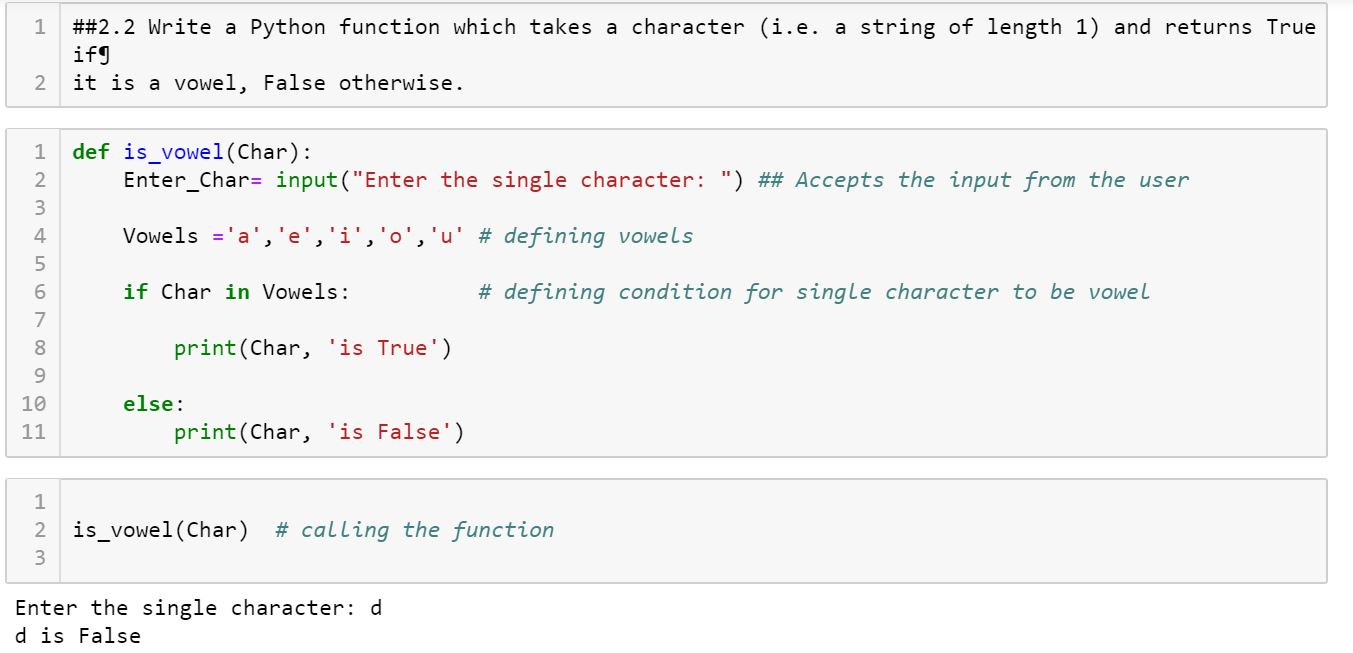 1 ##2.2 Write a Python function which takes a character (i.e. a string of length 1) and returns True
if¶
2 it is a vowel, False otherwise.
1 def is_vowel(Char):
2     Enter_Char= input("Enter the single character: ") ## Accepts the input from the user
3
4     Vowels ='a','e','i','o','u' # defining vowels
5
6     if Char in Vowels:          # defining condition for single character to be vowel
7
8         print(Char, 'is True')
9
10     else:
11         print(Char, 'is False')
1
2 is_vowel(Char)  # calling the function
3
Enter the single character: d
d is False